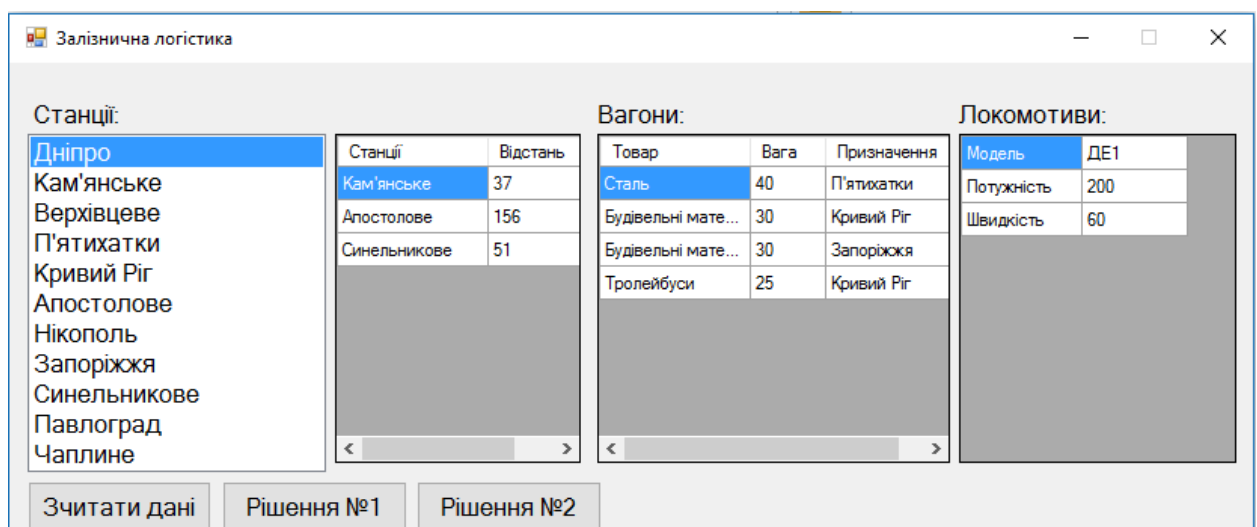 Залізнична логістика
Станції:
Вагони:
Локомотиви:
Дніпро
Кам'янське
Верхівцеве
П'ятихатки
Кривий Ріг
Апостолове
Нікополь
Запоріжжя
Синельникове
Павлоград
Чаплине
Станції Відстань
Кам'янське 37
Апостолове 156
Синельникове 51
Товар Вага Призначення
Сталь 40 П'ятихатки
Будівельні мате... 30 Кривий Ріг
Будівельні мате... 30 Запоріжжя
Тролейбуси 25 Кривий Ріг
Модель ДЕ1
Потужність 200
Швидкість 60
Зчитати дані Рішення №1 Рішення №2